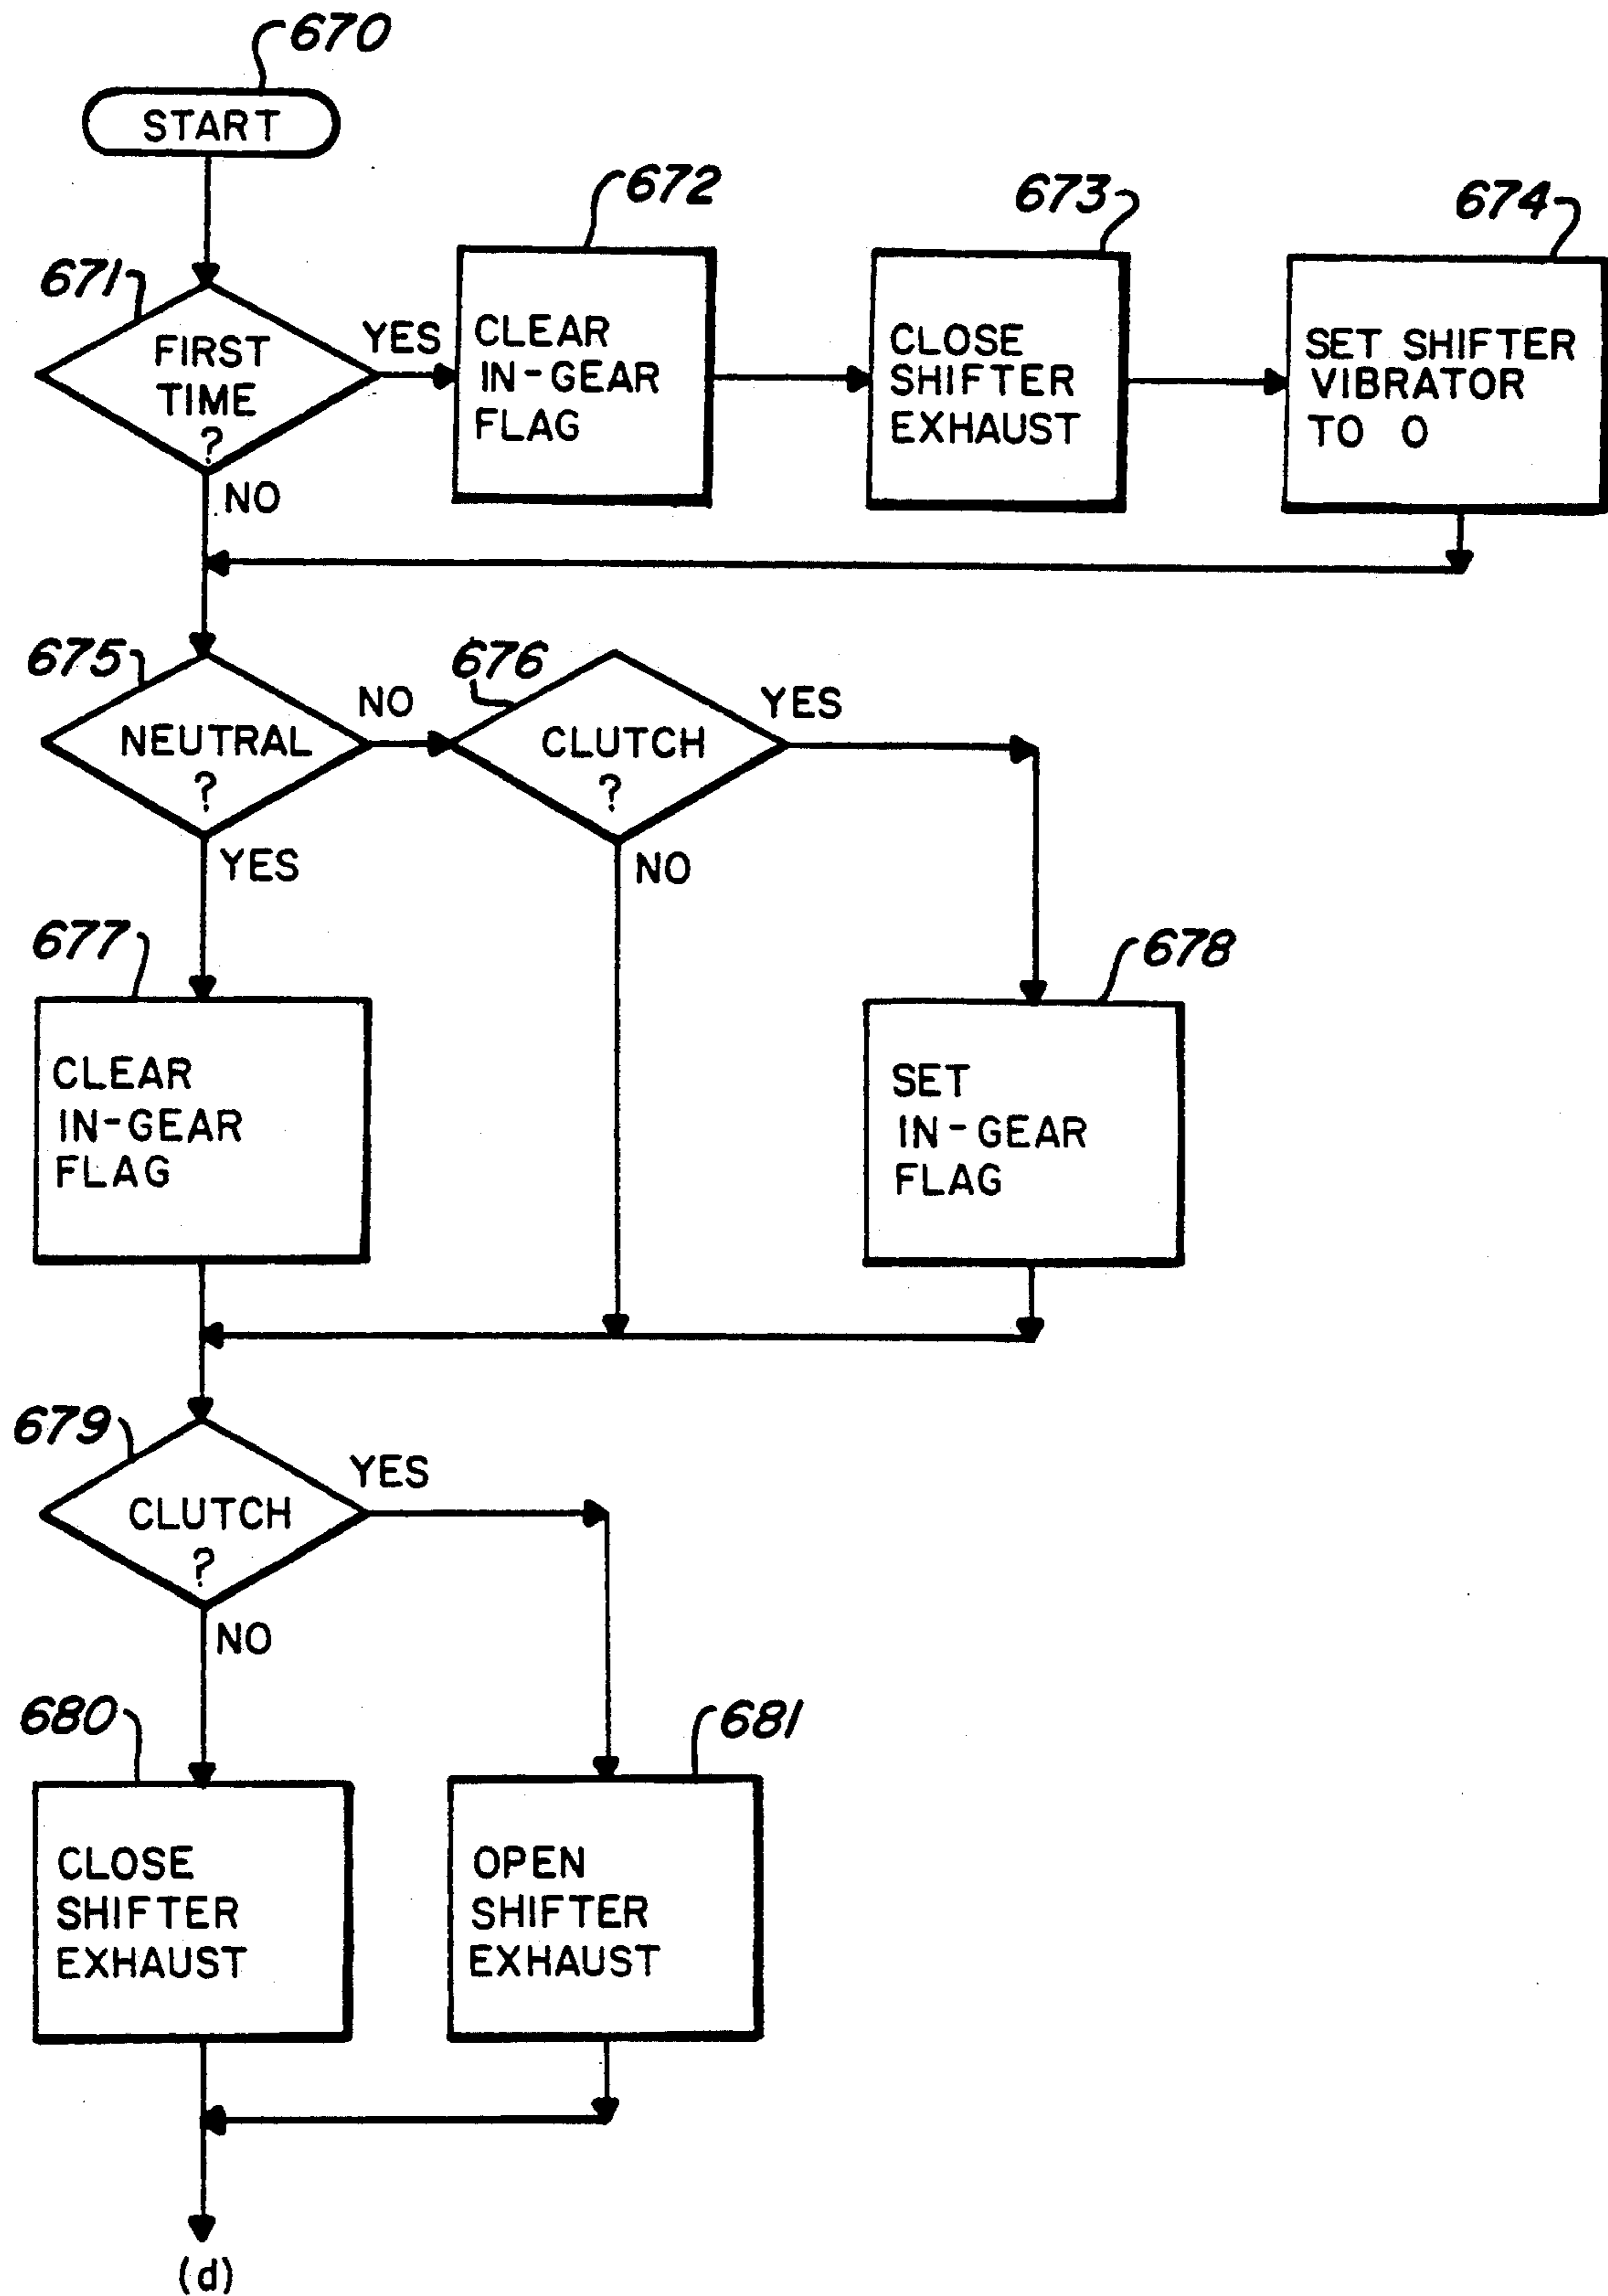 670
START
671
FIRST
TIME
?
YES
NO
672
CLEAR
IN-GEAR
FLAG
673
CLOSE
SHIFTER
EXHAUST
674
SET SHIFTER
VIBRATOR
TO 0
675
NEUTRAL
?
NO
YES
676
CLUTCH
?
YES
NO
677
CLEAR
IN-GEAR
FLAG
678
SET
IN-GEAR
FLAG
679
CLUTCH
?
YES
NO
680
CLOSE
SHIFTER
EXHAUST
681
OPEN
SHIFTER
EXHAUST
(d)